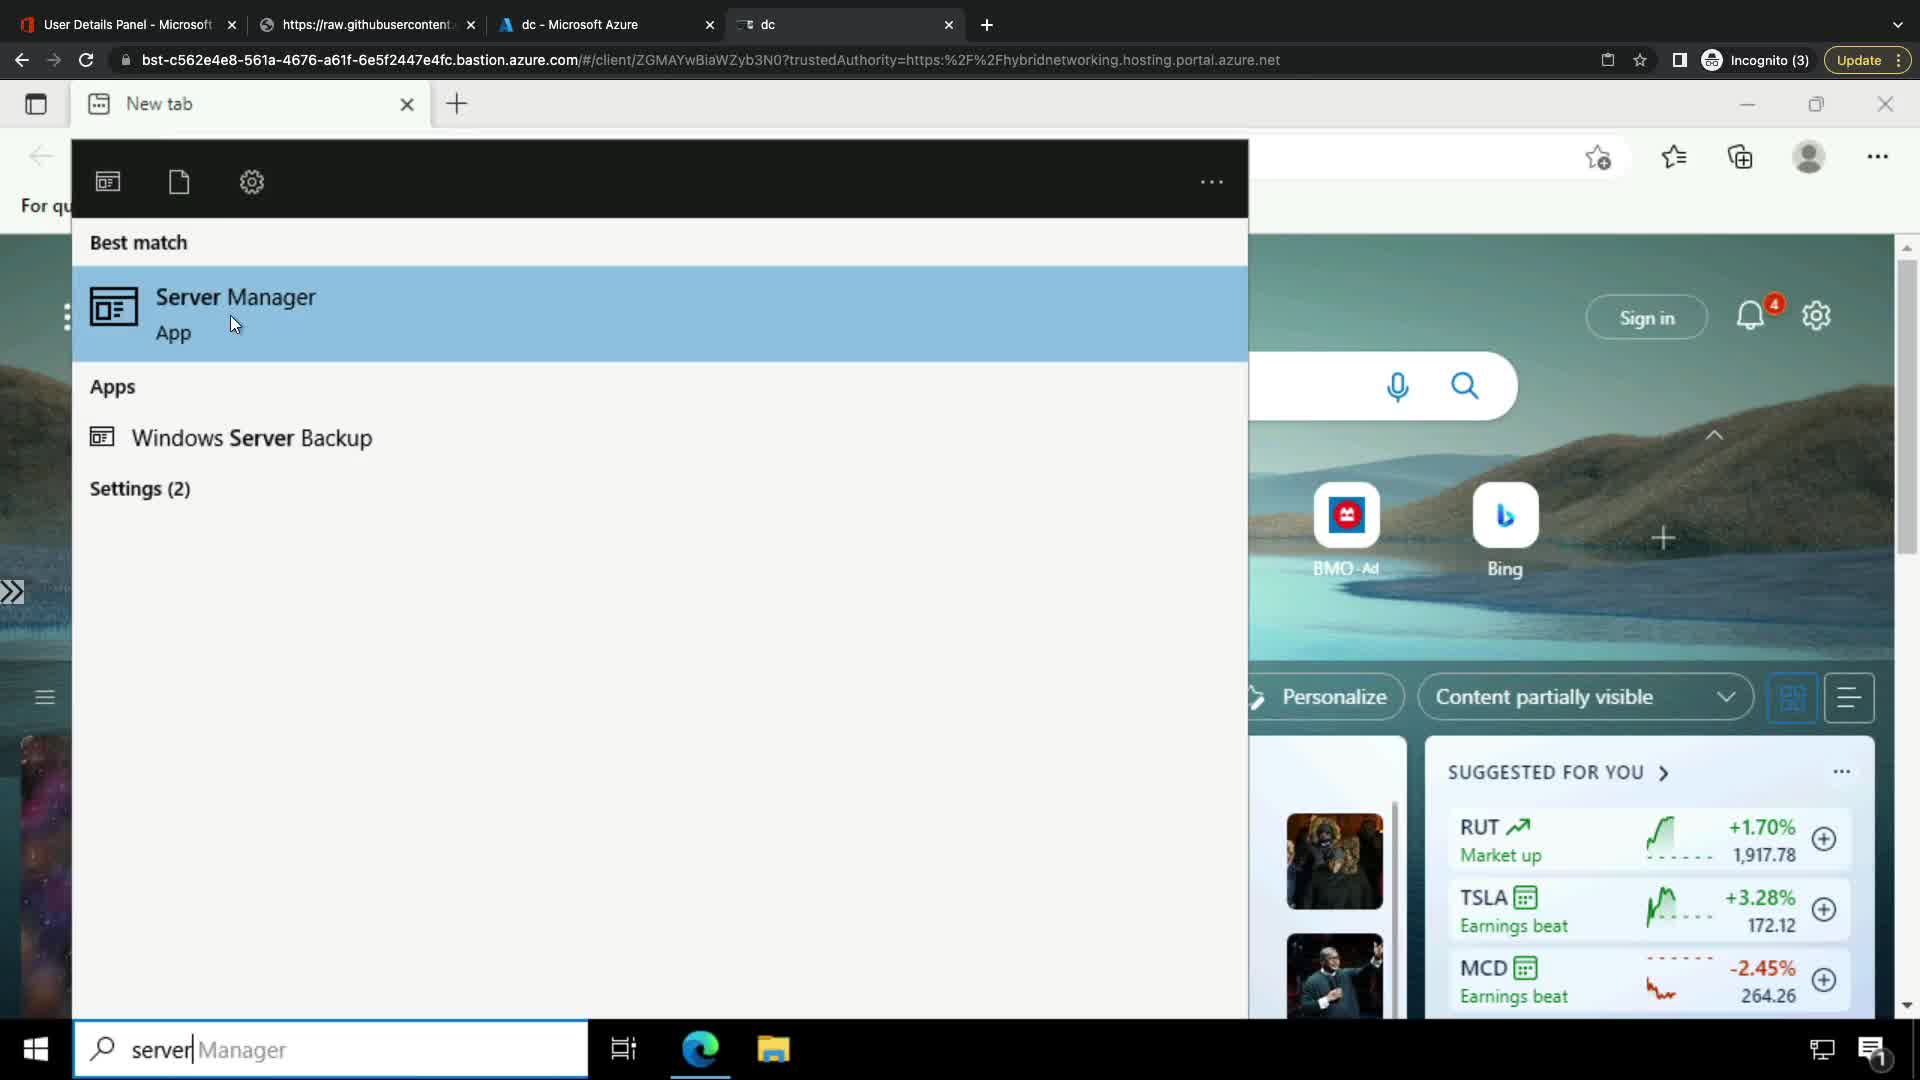 User Details Panel - Microsoft
https://raw.githubusercontent.
dc - Microsoft Azure
dc
bst-c562e4e8-561a-4676-a61f-6e5f2447e4fc.bastion.azure.com/#/client/ZGMAYwBiaWZyb3N0?trustedAuthority=https:%2F%2Fhybridnetworking.hosting.portal.azure.net
Incognito (3)
Update
New tab
For qu
Best match
Server Manager
App
Apps
Windows Server Backup
Settings (2)
Sign in
4
BMO - Ad
Bing
Personalize
Content partially visible
SUGGESTED FOR YOU
RUT
+1.70%
Market up
1,917.78
TSLA
+3.28%
Earnings beat
172.12
MCD
-2.45%
Earnings beat
264.26
server Manager
1